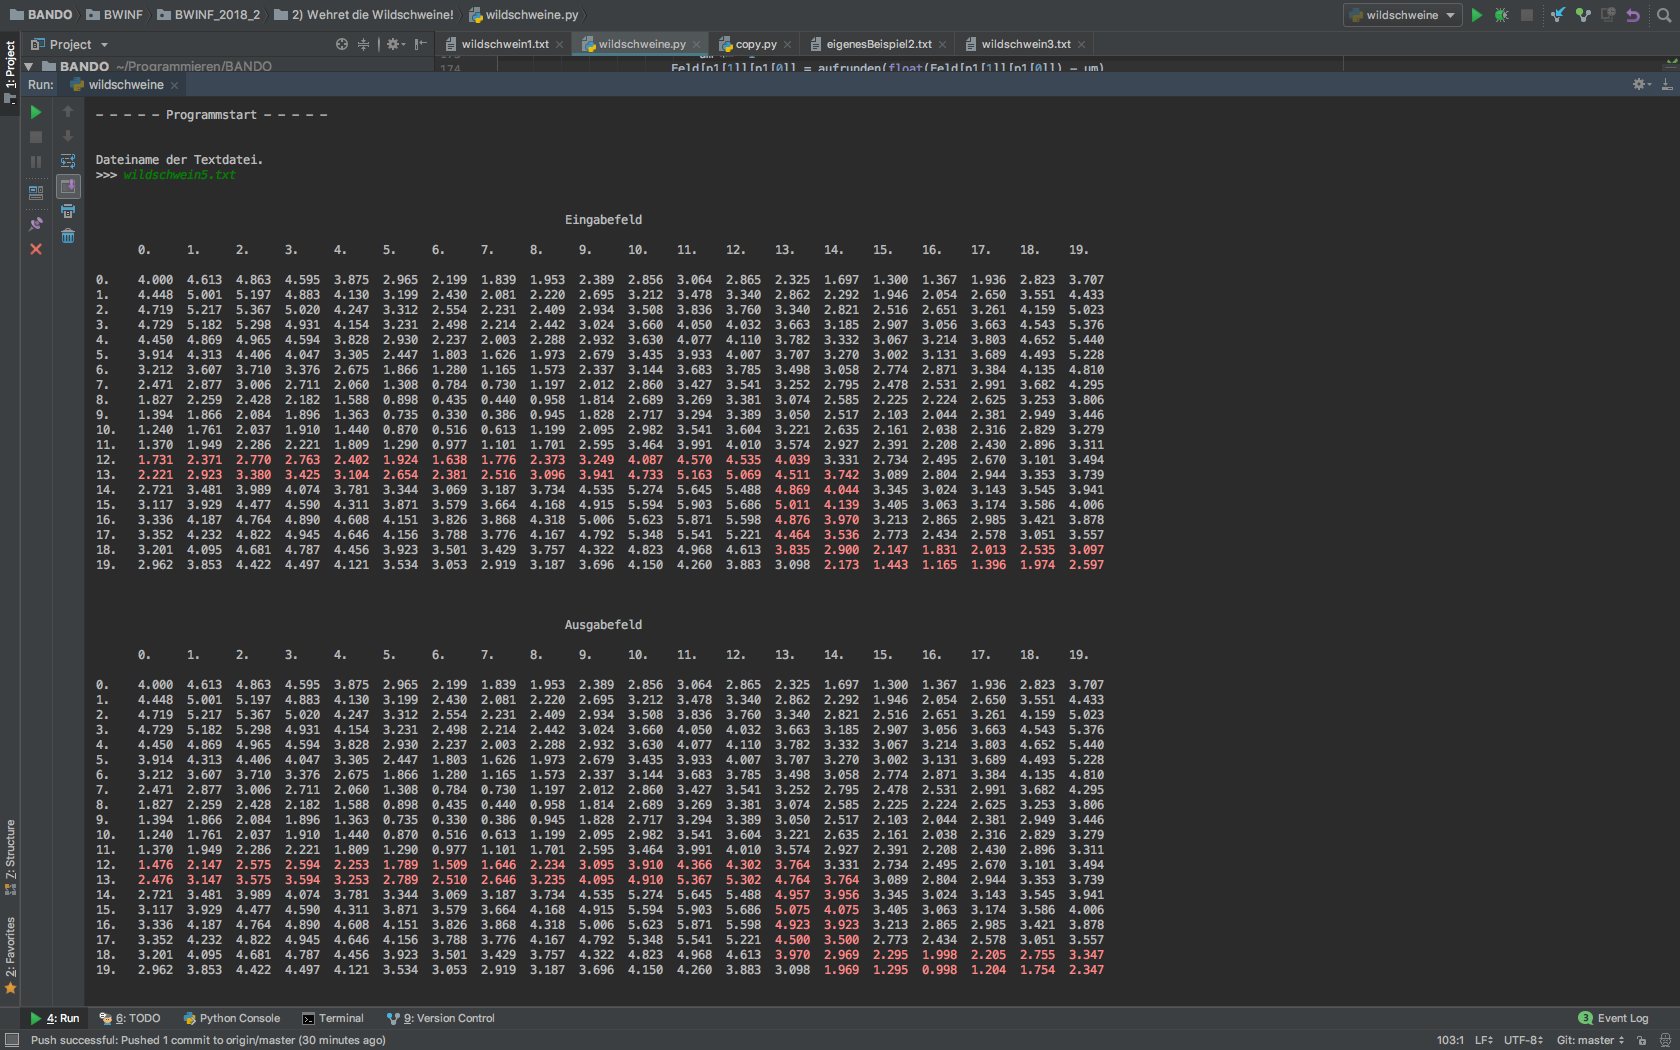 BANDO BWINF BWINF_2018_2 2) Wehret die Wildschweine! wildschweine.py wildschweine
1: Project
Project wildschwein1.txt wildschweine.py copy.py eigenesBeispiel2.txt wildschwein3.txt
BANDO ~/Programmieren/BANDO
174 Feld[p1[1]][p1[0]] = aufrunden(float(Feld[p1[1]][p1[0]]) - um)
Run: wildschweine
- - - - - Programmstart - - - - -
Dateiname der Textdatei.
>>> wildschwein5.txt
Eingabefeld
0. 1. 2. 3. 4. 5. 6. 7. 8. 9. 10. 11. 12. 13. 14. 15. 16. 17. 18. 19.
0. 4.000 4.613 4.863 4.595 3.875 2.965 2.199 1.839 1.953 2.389 2.856 3.064 2.865 2.325 1.697 1.300 1.367 1.936 2.823 3.707
1. 4.448 5.001 5.197 4.883 4.130 3.199 2.430 2.081 2.220 2.695 3.212 3.478 3.340 2.862 2.292 1.946 2.054 2.650 3.551 4.433
2. 4.719 5.217 5.367 5.020 4.247 3.312 2.554 2.231 2.409 2.934 3.508 3.836 3.760 3.340 2.821 2.516 2.651 3.261 4.159 5.023
3. 4.729 5.182 5.298 4.931 4.154 3.231 2.498 2.214 2.442 3.024 3.660 4.050 4.032 3.663 3.185 2.907 3.056 3.663 4.543 5.376
4. 4.450 4.869 4.965 4.594 3.828 2.930 2.237 2.003 2.288 2.932 3.630 4.077 4.110 3.782 3.332 3.067 3.214 3.803 4.652 5.440
5. 3.914 4.313 4.406 4.047 3.305 2.447 1.803 1.626 1.973 2.679 3.435 3.933 4.007 3.707 3.270 3.002 3.131 3.689 4.493 5.228
6. 3.212 3.607 3.710 3.376 2.675 1.866 1.280 1.165 1.573 2.337 3.144 3.683 3.785 3.498 3.058 2.774 2.871 3.384 4.135 4.810
7. 2.471 2.877 3.006 2.711 2.060 1.308 0.784 0.730 1.197 2.012 2.860 3.427 3.541 3.252 2.795 2.478 2.531 2.991 3.682 4.295
8. 1.827 2.259 2.428 2.182 1.588 0.898 0.435 0.440 0.958 1.814 2.689 3.269 3.381 3.074 2.585 2.225 2.224 2.625 3.253 3.806
9. 1.394 1.866 2.084 1.896 1.363 0.735 0.330 0.386 0.945 1.828 2.717 3.294 3.389 3.050 2.517 2.103 2.044 2.381 2.949 3.446
10. 1.240 1.761 2.037 1.910 1.440 0.870 0.516 0.613 1.199 2.095 2.982 3.541 3.604 3.221 2.635 2.161 2.038 2.316 2.829 3.279
11. 1.370 1.949 2.286 2.221 1.809 1.290 0.977 1.101 1.701 2.595 3.464 3.991 4.010 3.574 2.927 2.391 2.208 2.430 2.896 3.311
12. 1.731 2.371 2.770 2.763 2.402 1.924 1.638 1.776 2.373 3.249 4.087 4.570 4.535 4.039 3.331 2.734 2.495 2.670 3.101 3.494
13. 2.221 2.923 3.380 3.425 3.104 2.654 2.381 2.516 3.096 3.941 4.733 5.163 5.069 4.511 3.742 3.089 2.804 2.944 3.353 3.739
14. 2.721 3.481 3.989 4.074 3.781 3.344 3.069 3.187 3.734 4.535 5.274 5.645 5.488 4.869 4.044 3.345 3.024 3.143 3.545 3.941
15. 3.117 3.929 4.477 4.590 4.311 3.871 3.579 3.664 4.168 4.915 5.594 5.903 5.686 5.011 4.139 3.405 3.063 3.174 3.586 4.006
16. 3.336 4.187 4.764 4.890 4.608 4.151 3.826 3.868 4.318 5.006 5.623 5.871 5.598 4.876 3.970 3.213 2.865 2.985 3.421 3.878
17. 3.352 4.232 4.822 4.945 4.646 4.156 3.788 3.776 4.167 4.792 5.348 5.541 5.221 4.464 3.536 2.773 2.434 2.578 3.051 3.557
18. 3.201 4.095 4.681 4.787 4.456 3.923 3.501 3.429 3.757 4.322 4.823 4.968 4.613 3.835 2.900 2.147 1.831 2.013 2.535 3.097
19. 2.962 3.853 4.422 4.497 4.121 3.534 3.053 2.919 3.187 3.696 4.150 4.260 3.883 3.098 2.173 1.443 1.165 1.396 1.974 2.597
Ausgabefeld
0. 1. 2. 3. 4. 5. 6. 7. 8. 9. 10. 11. 12. 13. 14. 15. 16. 17. 18. 19.
0. 4.000 4.613 4.863 4.595 3.875 2.965 2.199 1.839 1.953 2.389 2.856 3.064 2.865 2.325 1.697 1.300 1.367 1.936 2.823 3.707
1. 4.448 5.001 5.197 4.883 4.130 3.199 2.430 2.081 2.220 2.695 3.212 3.478 3.340 2.862 2.292 1.946 2.054 2.650 3.551 4.433
2. 4.719 5.217 5.367 5.020 4.247 3.312 2.554 2.231 2.409 2.934 3.508 3.836 3.760 3.340 2.821 2.516 2.651 3.261 4.159 5.023
3. 4.729 5.182 5.298 4.931 4.154 3.231 2.498 2.214 2.442 3.024 3.660 4.050 4.032 3.663 3.185 2.907 3.056 3.663 4.543 5.376
4. 4.450 4.869 4.965 4.594 3.828 2.930 2.237 2.003 2.288 2.932 3.630 4.077 4.110 3.782 3.332 3.067 3.214 3.803 4.652 5.440
5. 3.914 4.313 4.406 4.047 3.305 2.447 1.803 1.626 1.973 2.679 3.435 3.933 4.007 3.707 3.270 3.002 3.131 3.689 4.493 5.228
6. 3.212 3.607 3.710 3.376 2.675 1.866 1.280 1.165 1.573 2.337 3.144 3.683 3.785 3.498 3.058 2.774 2.871 3.384 4.135 4.810
7. 2.471 2.877 3.006 2.711 2.060 1.308 0.784 0.730 1.197 2.012 2.860 3.427 3.541 3.252 2.795 2.478 2.531 2.991 3.682 4.295
8. 1.827 2.259 2.428 2.182 1.588 0.898 0.435 0.440 0.958 1.814 2.689 3.269 3.381 3.074 2.585 2.225 2.224 2.625 3.253 3.806
9. 1.394 1.866 2.084 1.896 1.363 0.735 0.330 0.386 0.945 1.828 2.717 3.294 3.389 3.050 2.517 2.103 2.044 2.381 2.949 3.446
10. 1.240 1.761 2.037 1.910 1.440 0.870 0.516 0.613 1.199 2.095 2.982 3.541 3.604 3.221 2.635 2.161 2.038 2.316 2.829 3.279
11. 1.370 1.949 2.286 2.221 1.809 1.290 0.977 1.101 1.701 2.595 3.464 3.991 4.010 3.574 2.927 2.391 2.208 2.430 2.896 3.311
12. 1.476 2.147 2.575 2.594 2.253 1.789 1.509 1.646 2.234 3.095 3.910 4.366 4.302 3.764 3.331 2.734 2.495 2.670 3.101 3.494
13. 2.476 3.147 3.575 3.594 3.253 2.789 2.510 2.646 3.235 4.095 4.910 5.367 5.302 4.764 3.764 3.089 2.804 2.944 3.353 3.739
14. 2.721 3.481 3.989 4.074 3.781 3.344 3.069 3.187 3.734 4.535 5.274 5.645 5.488 4.957 3.956 3.345 3.024 3.143 3.545 3.941
15. 3.117 3.929 4.477 4.590 4.311 3.871 3.579 3.664 4.168 4.915 5.594 5.903 5.686 5.075 4.075 3.405 3.063 3.174 3.586 4.006
16. 3.336 4.187 4.764 4.890 4.608 4.151 3.826 3.868 4.318 5.006 5.623 5.871 5.598 4.923 3.923 3.213 2.865 2.985 3.421 3.878
17. 3.352 4.232 4.822 4.945 4.646 4.156 3.788 3.776 4.167 4.792 5.348 5.541 5.221 4.500 3.500 2.773 2.434 2.578 3.051 3.557
18. 3.201 4.095 4.681 4.787 4.456 3.923 3.501 3.429 3.757 4.322 4.823 4.968 4.613 3.970 2.969 2.295 1.998 2.205 2.755 3.347
19. 2.962 3.853 4.422 4.497 4.121 3.534 3.053 2.919 3.187 3.696 4.150 4.260 3.883 3.098 1.969 1.295 0.998 1.204 1.754 2.347
7: Structure
2: Favorites
4: Run 6: TODO Python Console Terminal 9: Version Control 3 Event Log
Push successful: Pushed 1 commit to origin/master (30 minutes ago) 103:1 LF UTF-8 Git: master